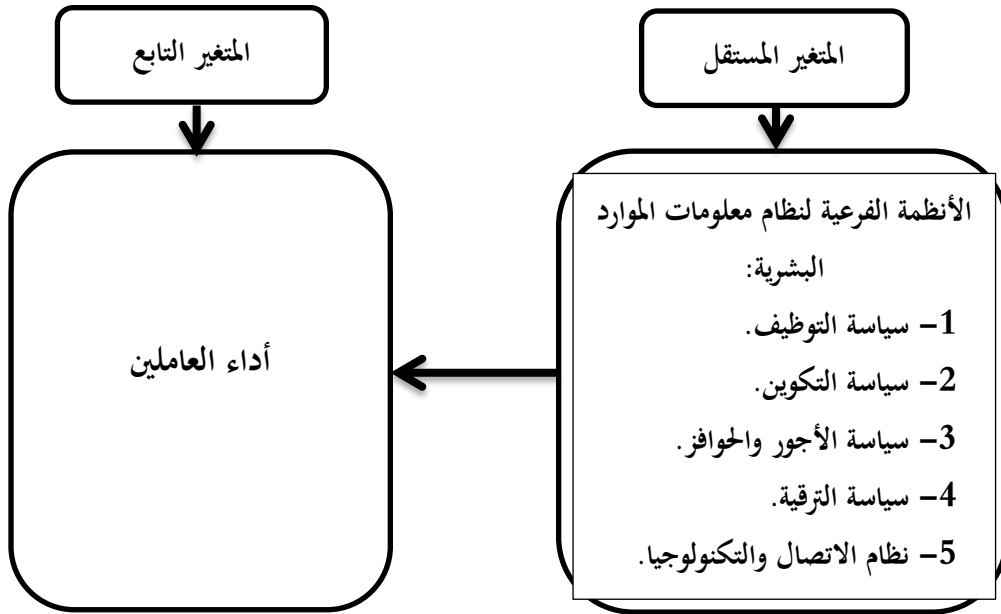 المتغير المستقل
المتغير التابع
الأنظمة الفرعية لنظام معلومات الموارد
البشرية:
1- سياسة التوظيف.
2- سياسة التكوين.
3- سياسة الأجور والحوافز.
4- سياسة الترقية.
5- نظام الاتصال والتكنولوجيا.
أداء العاملين